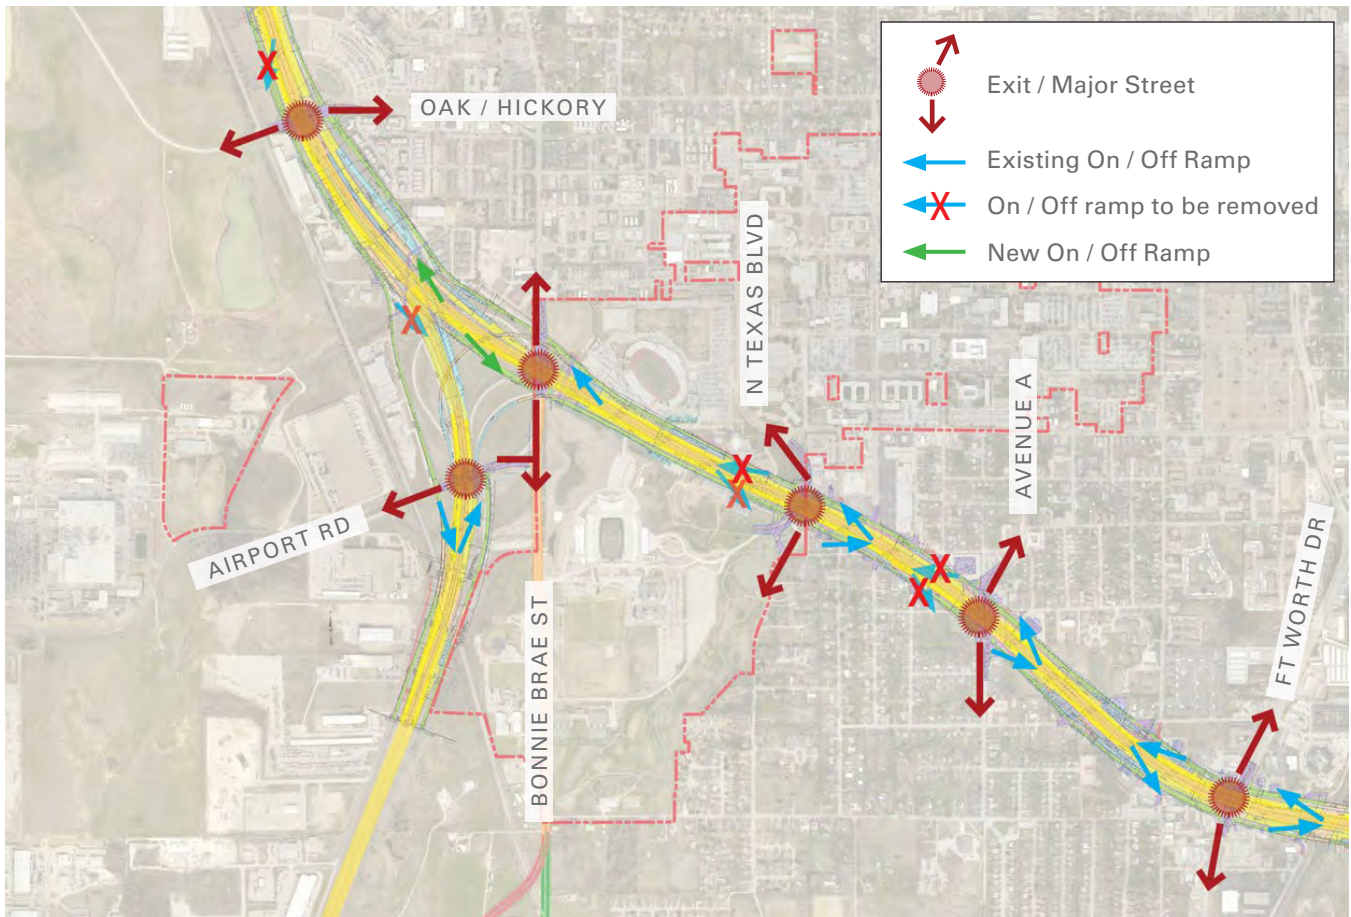 OAK / HICKORY
Exit / Major Street
Existing On / Off Ramp
X On / Off ramp to be removed
New On / Off Ramp
X
N TEXAS BLVD
X
AVENUE A
X
X
AIRPORT RD
X
X
BONNIE BRAE ST
FT WORTH DR